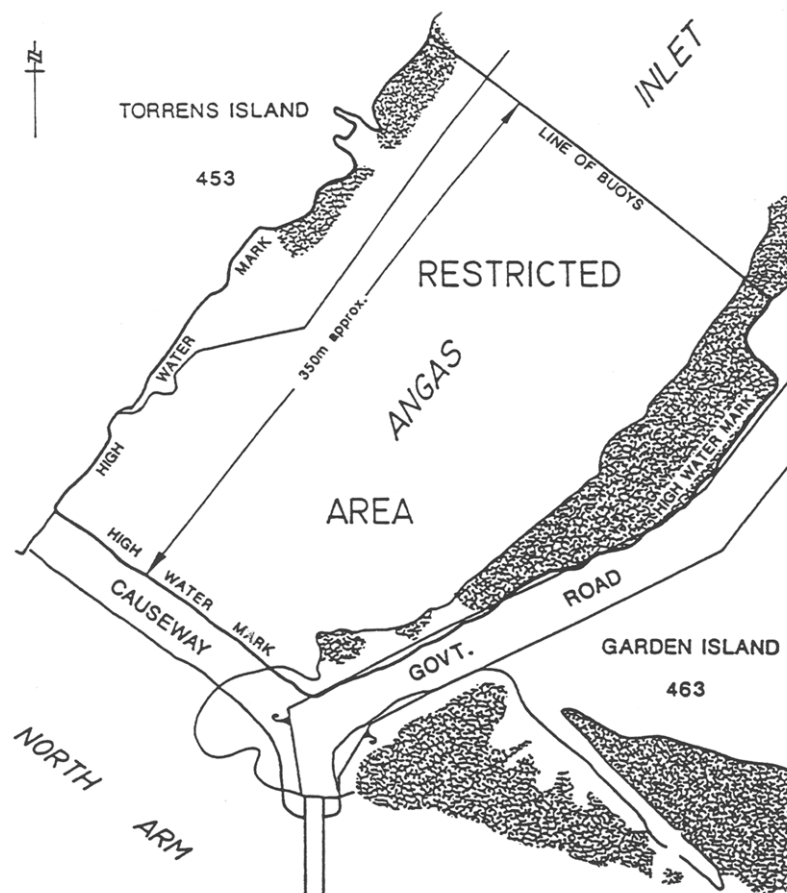 INLET
N
TORRENS ISLAND
453
LINE OF BUOYS
RESTRICTED
HIGH WATER MARK
350m approx.
ANGAS
HIGH WATER MARK
AREA
HIGH WATER MARK
CAUSEWAY
GOVT. ROAD
GARDEN ISLAND
463
NORTH ARM